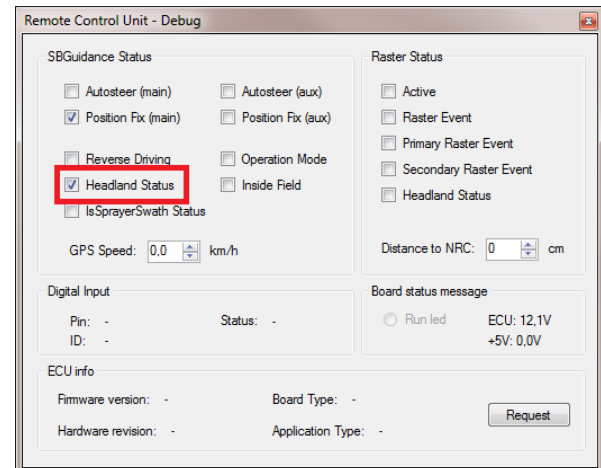 Remote Control Unit - Debug
SBGuidance Status
Autosteer (main)
Autosteer (aux)
Position Fix (main)
Position Fix (aux)
Reverse Driving
Operation Mode
Headland Status
Inside Field
IsSprayerSwath Status
GPS Speed: 0,0 km/h
Raster Status
Active
Raster Event
Primary Raster Event
Secondary Raster Event
Headland Status
Distance to NRC: 0 cm
Digital Input
Pin: -
Status: -
ID: -
Board status message
Run led
ECU: 12,1V
+5V: 0,0V
ECU info
Firmware version: -
Board Type: -
Hardware revision: -
Application Type: -
Request